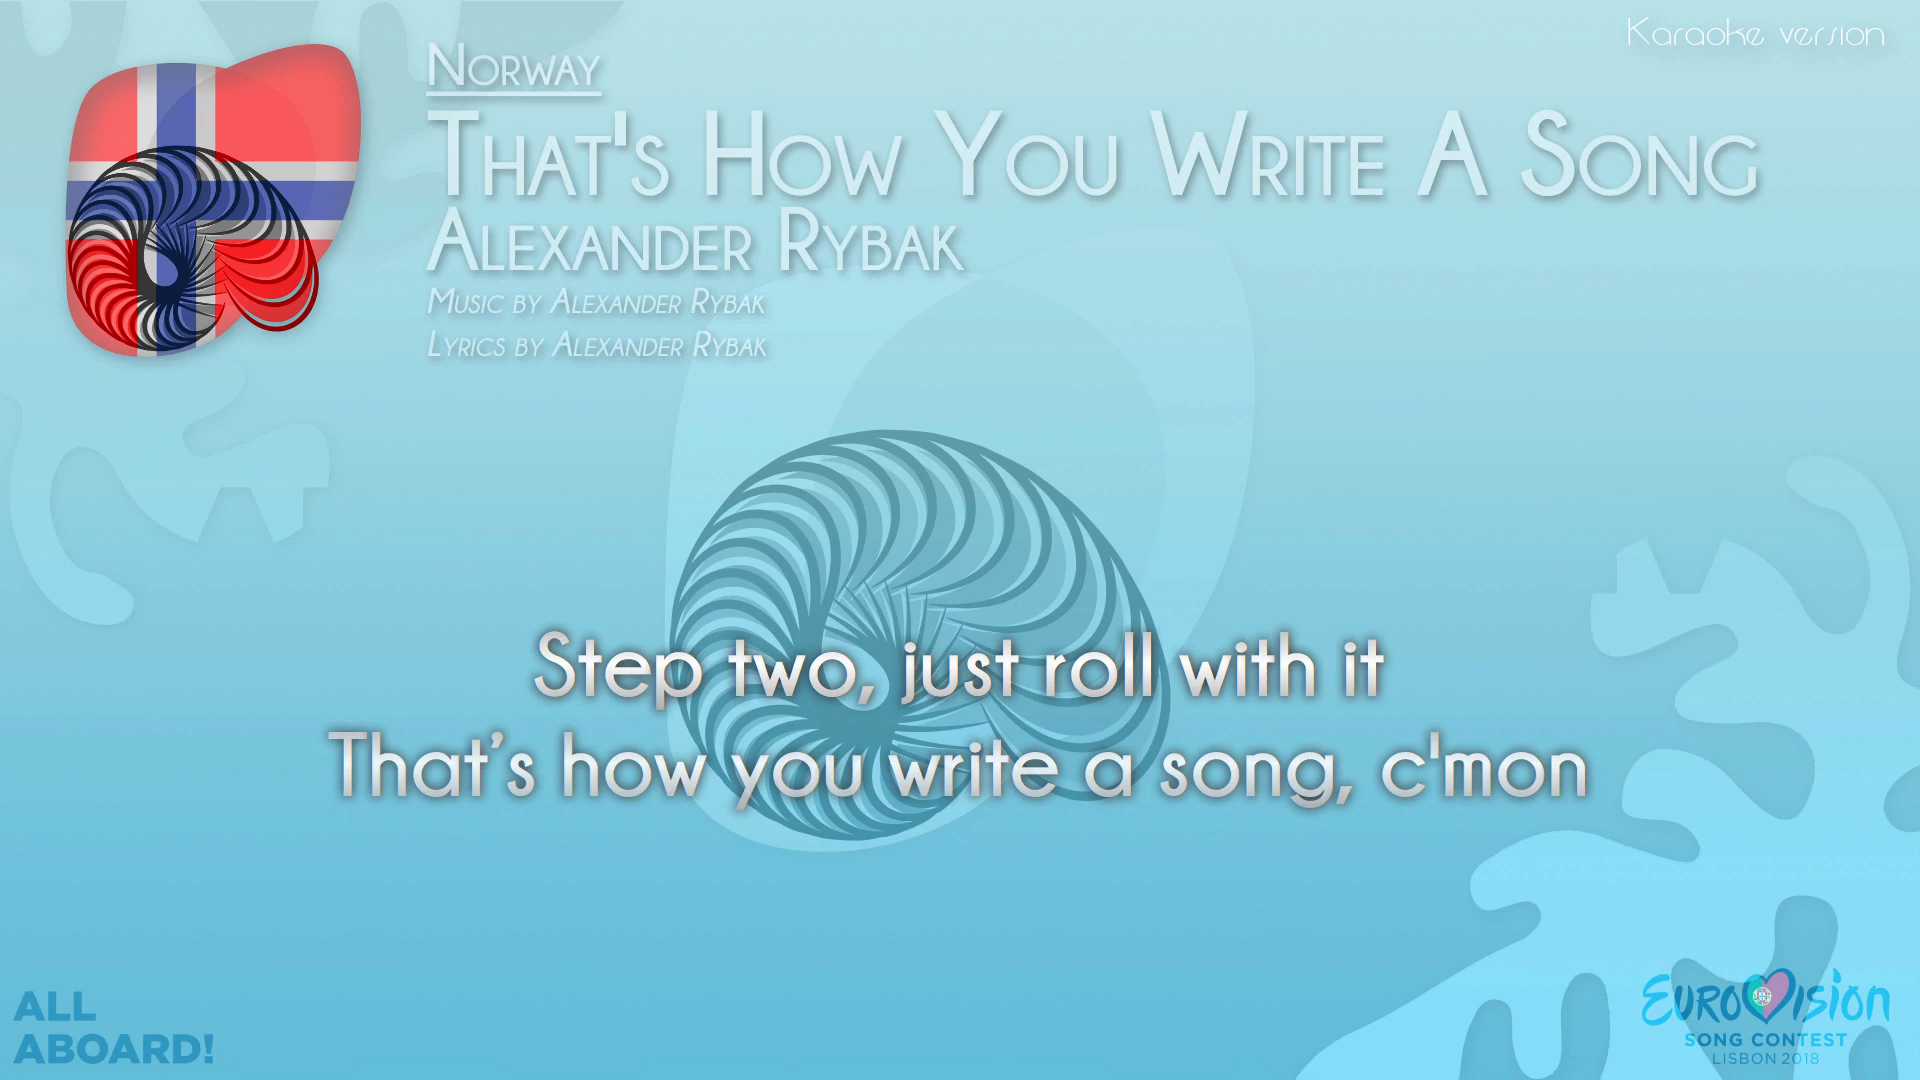 Karaoke version
Norway
That's How You Write A Song
Alexander Rybak
Music by Alexander Rybak
Lyrics by Alexander Rybak
Step two, just roll with it
That’s how you write a song, c'mon
ALL
ABOARD!
EUROVISION
SONG CONTEST
LISBON 2018